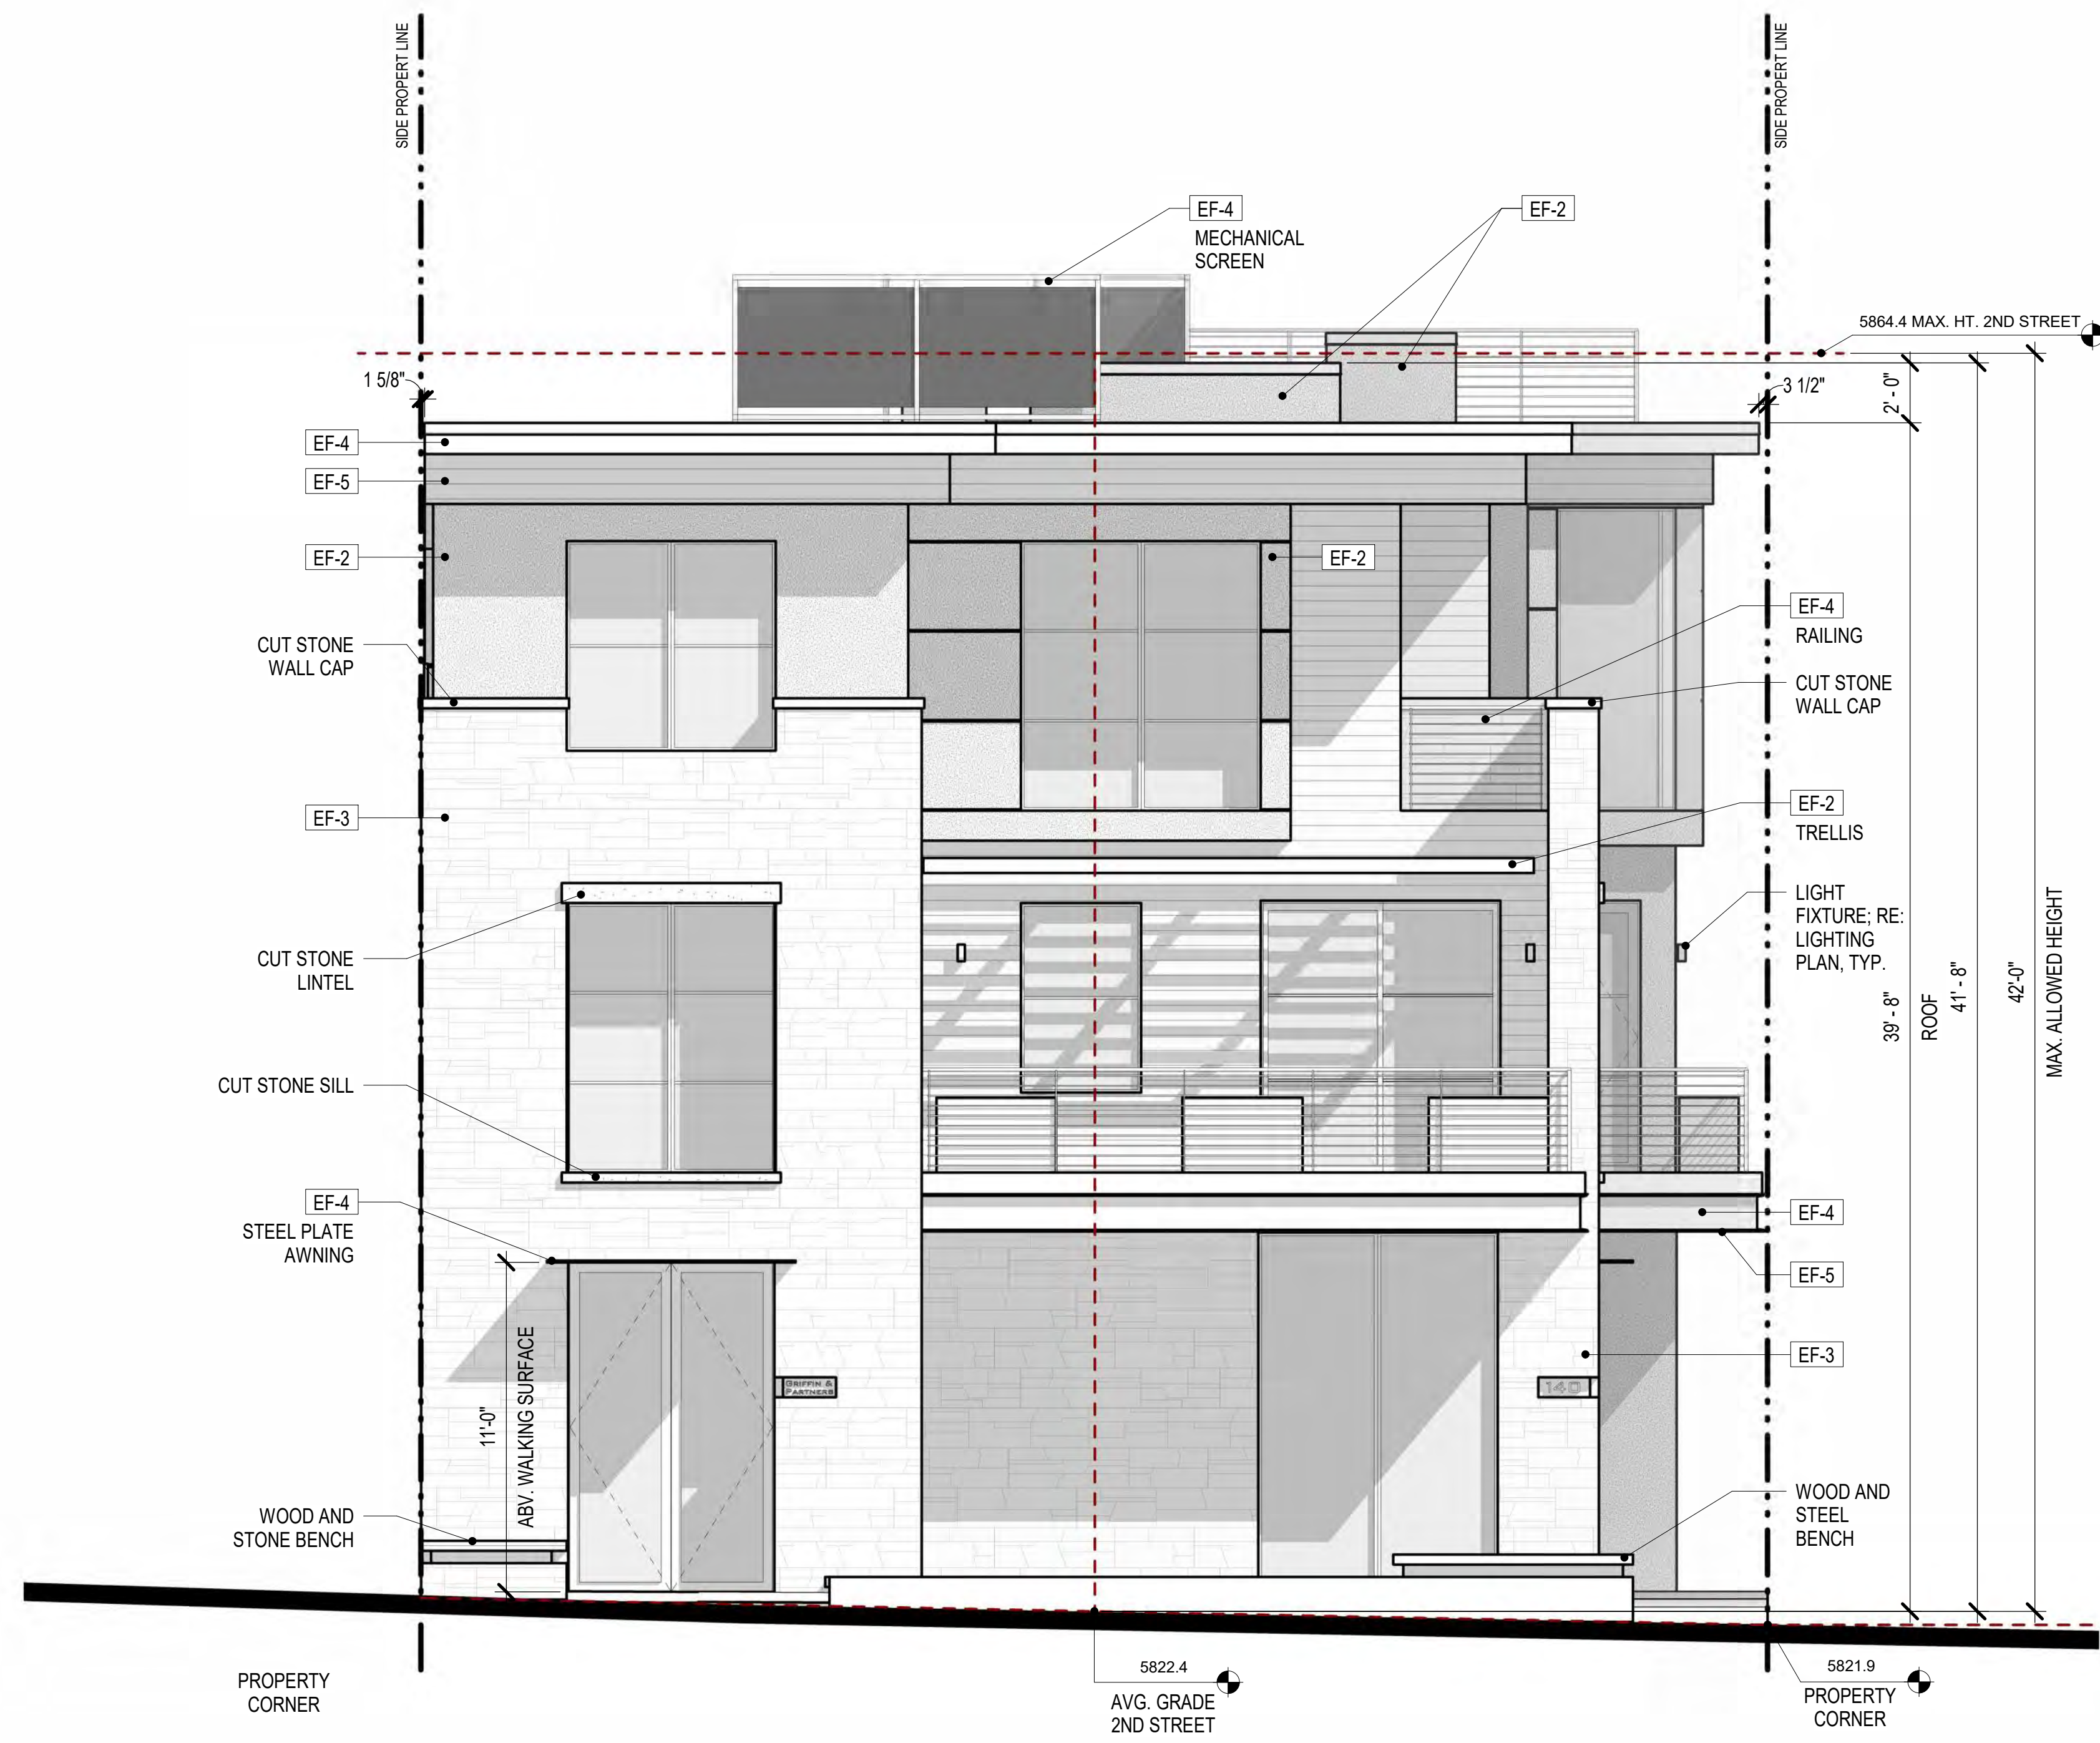 SIDE PROPERT LINE
SIDE PROPERT LINE
EF-4
MECHANICAL
SCREEN
EF-2
5864.4 MAX. HT. 2ND STREET
1 5/8"
3 1/2"
2' - 0"
EF-4
EF-5
EF-2
EF-2
CUT STONE
WALL CAP
EF-4
RAILING
CUT STONE
WALL CAP
EF-3
EF-2
TRELLIS
CUT STONE
LINTEL
LIGHT
FIXTURE; RE:
LIGHTING
PLAN, TYP.
39' - 8"
ROOF
41' - 8"
42'-0"
MAX. ALLOWED HEIGHT
CUT STONE SILL
EF-4
STEEL PLATE
AWNING
EF-4
EF-5
EF-3
11'-0"
ABV. WALKING SURFACE
GRIFFIN &
PARTNERS
140
WOOD AND
STONE BENCH
WOOD AND
STEEL
BENCH
PROPERTY
CORNER
5822.4
AVG. GRADE
2ND STREET
5821.9
PROPERTY
CORNER